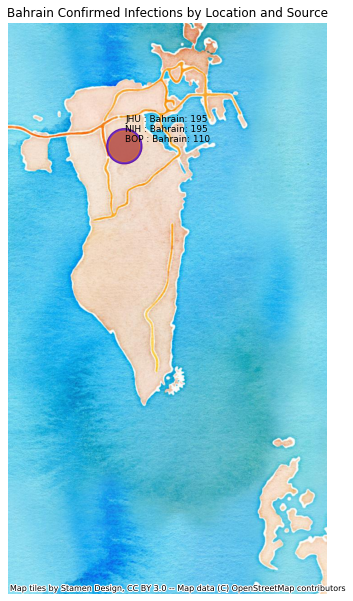 Bahrain Confirmed Infections by Location and Source
JHU : Bahrain: 195
NIH : Bahrain: 195
BOP : Bahrain: 110
Map tiles by Stamen Design, CC BY 3.0 -- Map data (C) OpenStreetMap contributors